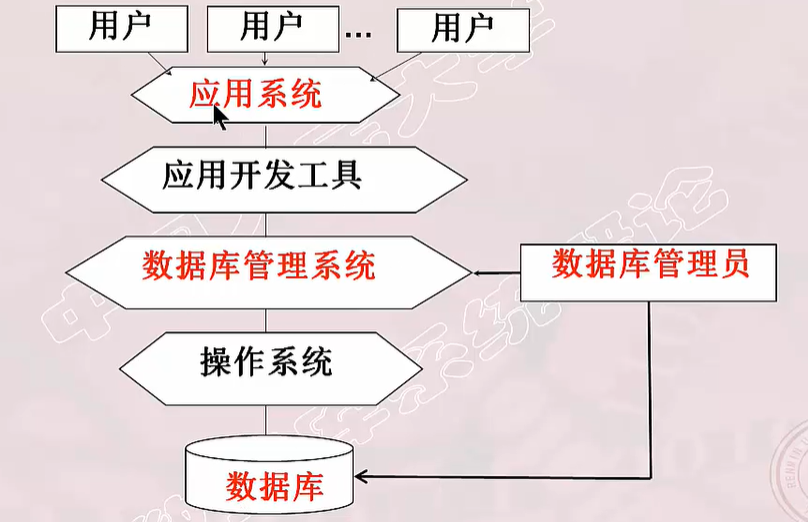 用户
用户
...
用户
应用系统
应用开发工具
数据库管理系统
数据库管理员
操作系统
数据库